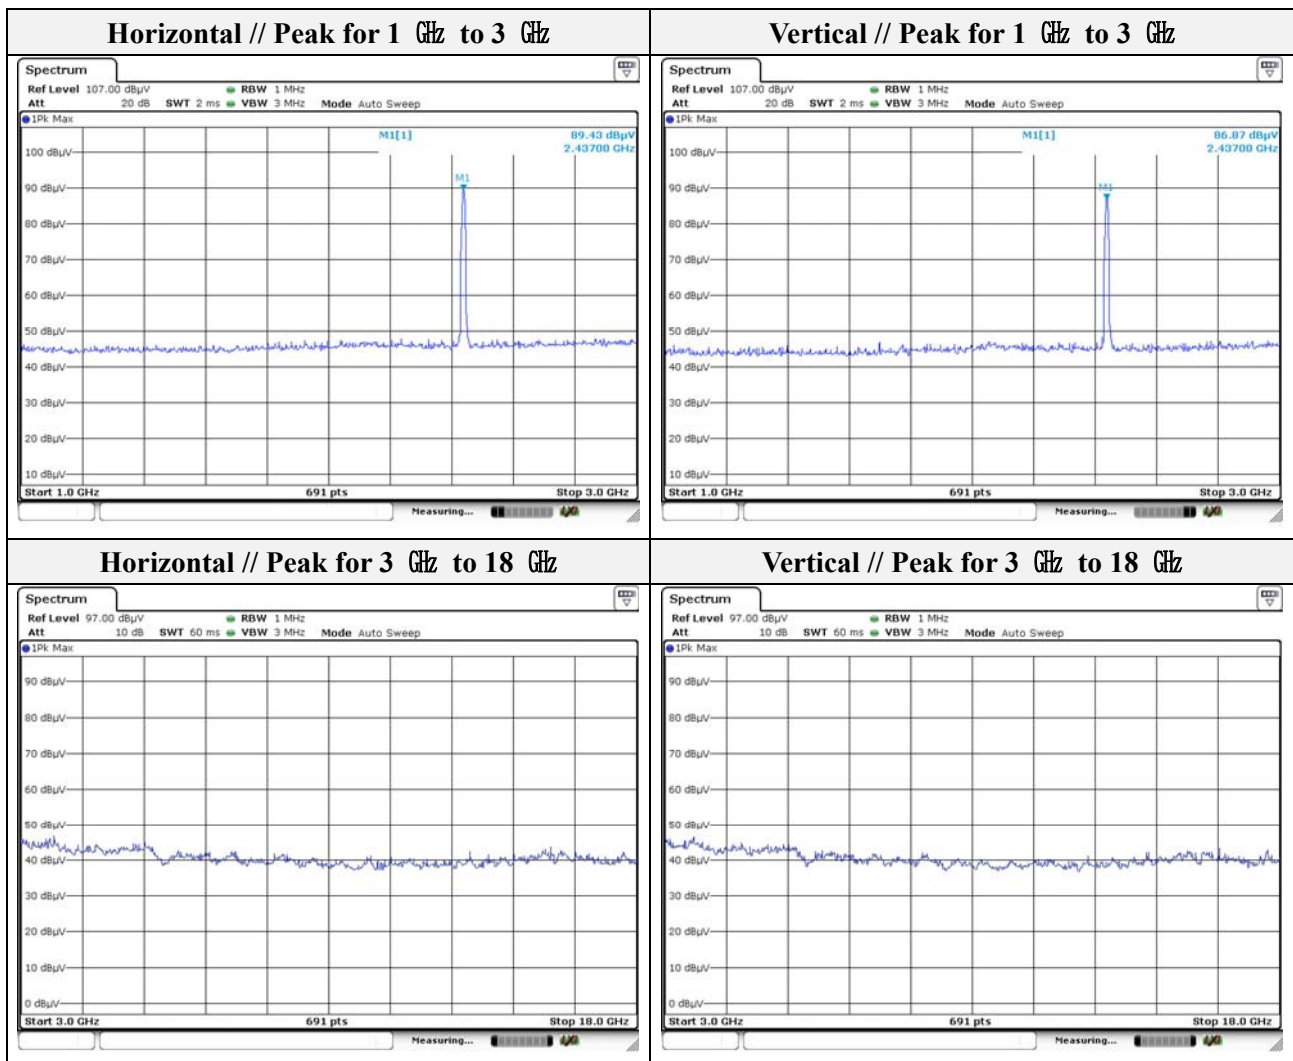 Horizontal // Peak for 1 ㎓ to 3 ㎓
Spectrum
Ref Level 107.00 dBµV RBW 1 MHz
Att 20 dB SWT 2 ms VBW 3 MHz Mode Auto Sweep
1Pk Max
M1[1] 89.43 dBµV
2.43700 GHz
M1
100 dBµV
90 dBµV
80 dBµV
70 dBµV
60 dBµV
50 dBµV
40 dBµV
30 dBµV
20 dBµV
10 dBµV
Start 1.0 GHz 691 pts Stop 3.0 GHz
Measuring...
Vertical // Peak for 1 ㎓ to 3 ㎓
Spectrum
Ref Level 107.00 dBµV RBW 1 MHz
Att 20 dB SWT 2 ms VBW 3 MHz Mode Auto Sweep
1Pk Max
M1[1] 86.87 dBµV
2.43700 GHz
M1
100 dBµV
90 dBµV
80 dBµV
70 dBµV
60 dBµV
50 dBµV
40 dBµV
30 dBµV
20 dBµV
10 dBµV
Start 1.0 GHz 691 pts Stop 3.0 GHz
Measuring...
Horizontal // Peak for 3 ㎓ to 18 ㎓
Spectrum
Ref Level 97.00 dBµV RBW 1 MHz
Att 10 dB SWT 60 ms VBW 3 MHz Mode Auto Sweep
1Pk Max
90 dBµV
80 dBµV
70 dBµV
60 dBµV
50 dBµV
40 dBµV
30 dBµV
20 dBµV
10 dBµV
0 dBµV
Start 3.0 GHz 691 pts Stop 18.0 GHz
Measuring...
Vertical // Peak for 3 ㎓ to 18 ㎓
Spectrum
Ref Level 97.00 dBµV RBW 1 MHz
Att 10 dB SWT 60 ms VBW 3 MHz Mode Auto Sweep
1Pk Max
90 dBµV
80 dBµV
70 dBµV
60 dBµV
50 dBµV
40 dBµV
30 dBµV
20 dBµV
10 dBµV
0 dBµV
Start 3.0 GHz 691 pts Stop 18.0 GHz
Measuring...